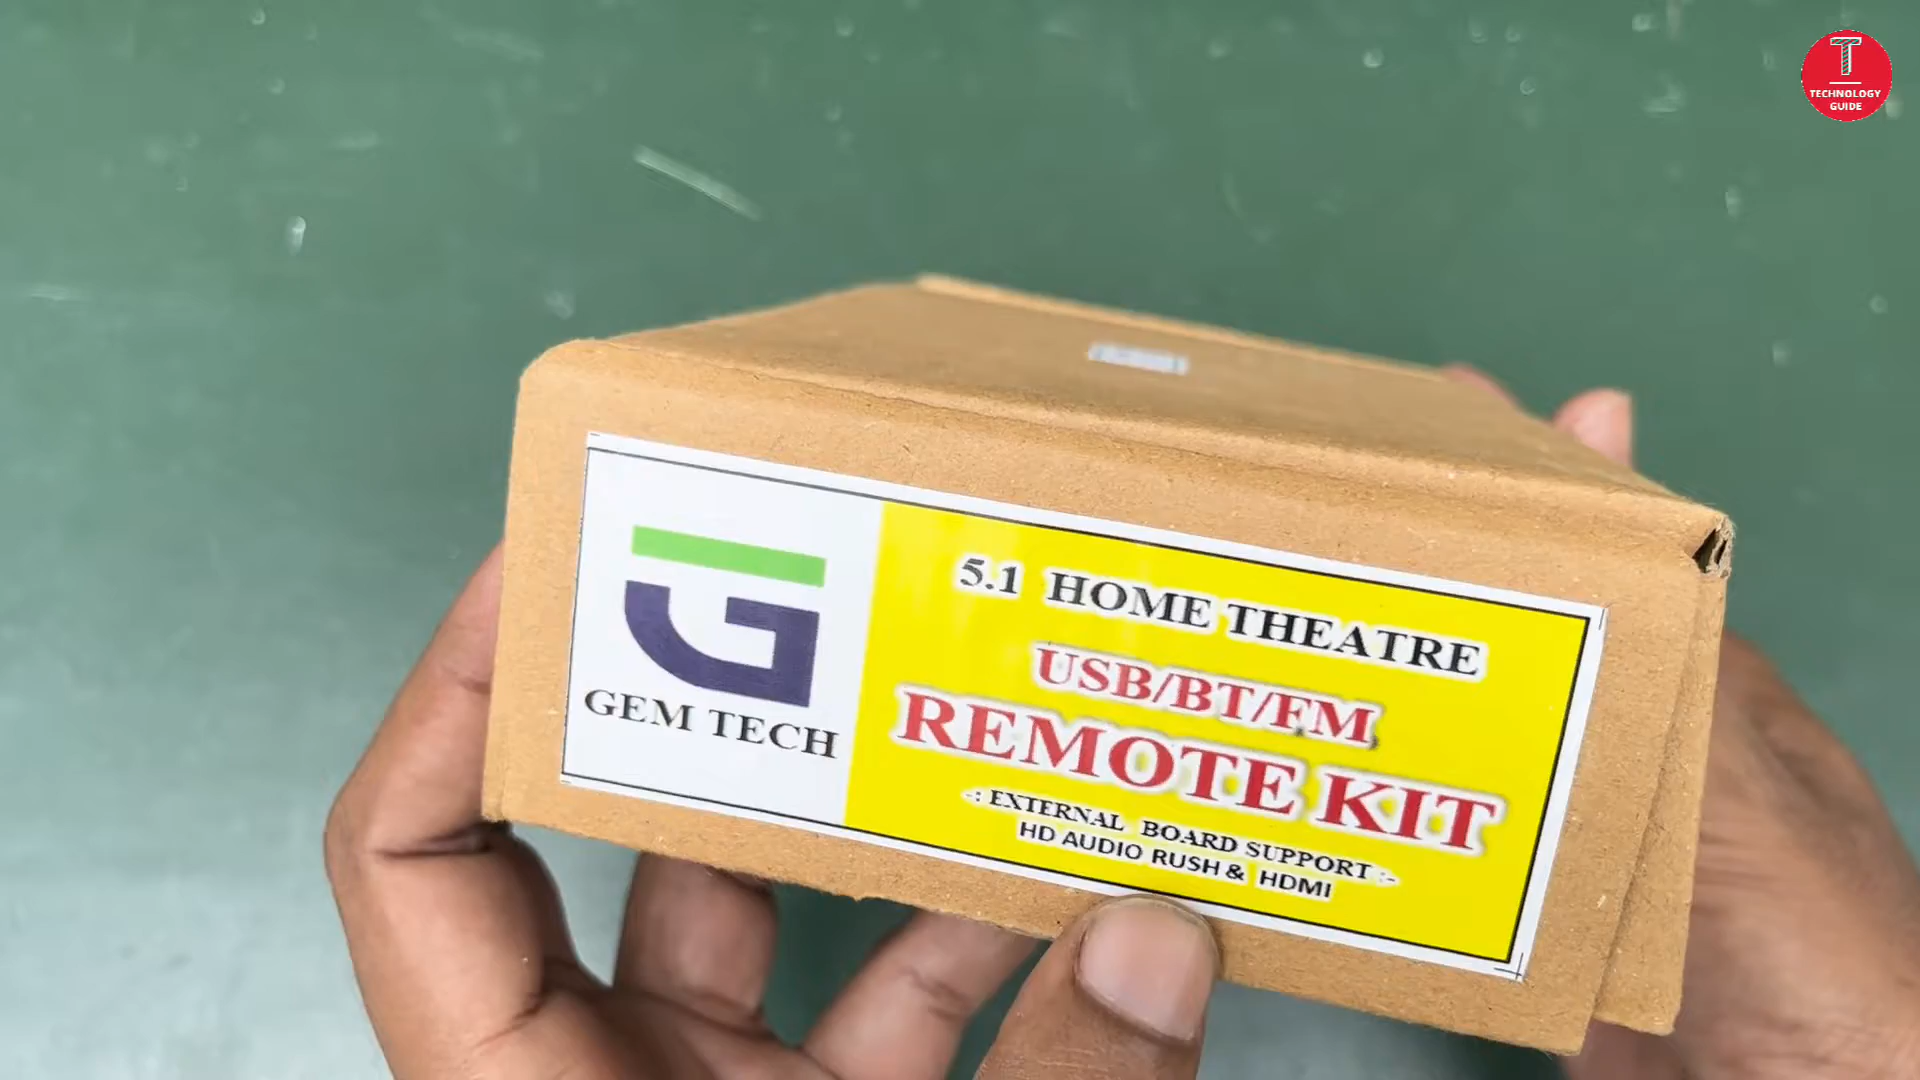 T
TECHNOLOGY
GUIDE
GEM TECH
5.1 HOME THEATRE
USB/BT/FM
REMOTE KIT
-: EXTERNAL BOARD SUPPORT :-
HD AUDIO RUSH & HDMI